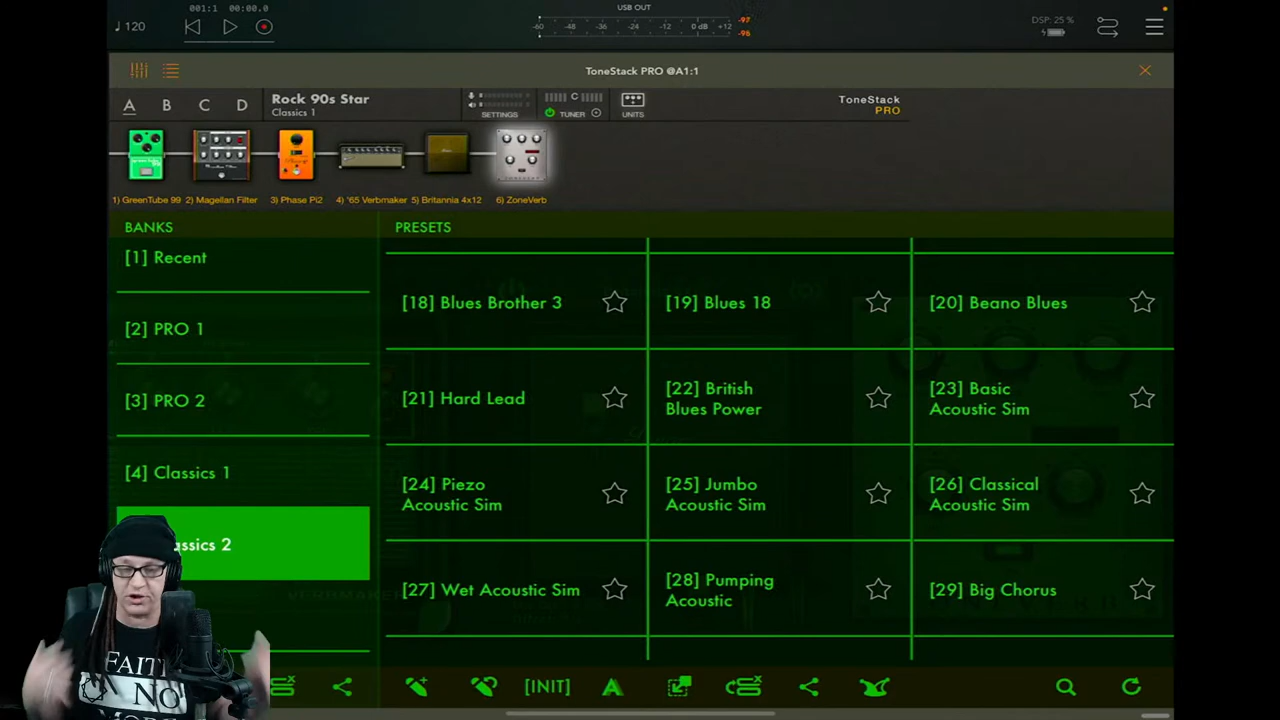 001:1 | 00:00.0
USB OUT
♩ 120
-60 -48 -36 -24 -12 0 dB +12
-97
-96
DSP: 25 %
ToneStack PRO @A1:1
A B C D
Rock 90s Star
Classics 1
SETTINGS
C
TUNER
UNITS
ToneStack
PRO
1) GreenTube 99 2) Magellan Filter 3) Phase Pi2 4) '65 Verbmaker 5) Britannia 4x12 6) ZoneVerb
BANKS
PRESETS
[1] Recent
[2] PRO 1
[3] PRO 2
[4] Classics 1
assics 2
[18] Blues Brother 3
[19] Blues 18
[20] Beano Blues
[21] Hard Lead
[22] British
Blues Power
[23] Basic
Acoustic Sim
[24] Piezo
Acoustic Sim
[25] Jumbo
Acoustic Sim
[26] Classical
Acoustic Sim
[27] Wet Acoustic Sim
[28] Pumping
Acoustic
[29] Big Chorus
VERBMAKER
[INIT]
A
FAITH
NO
MORE